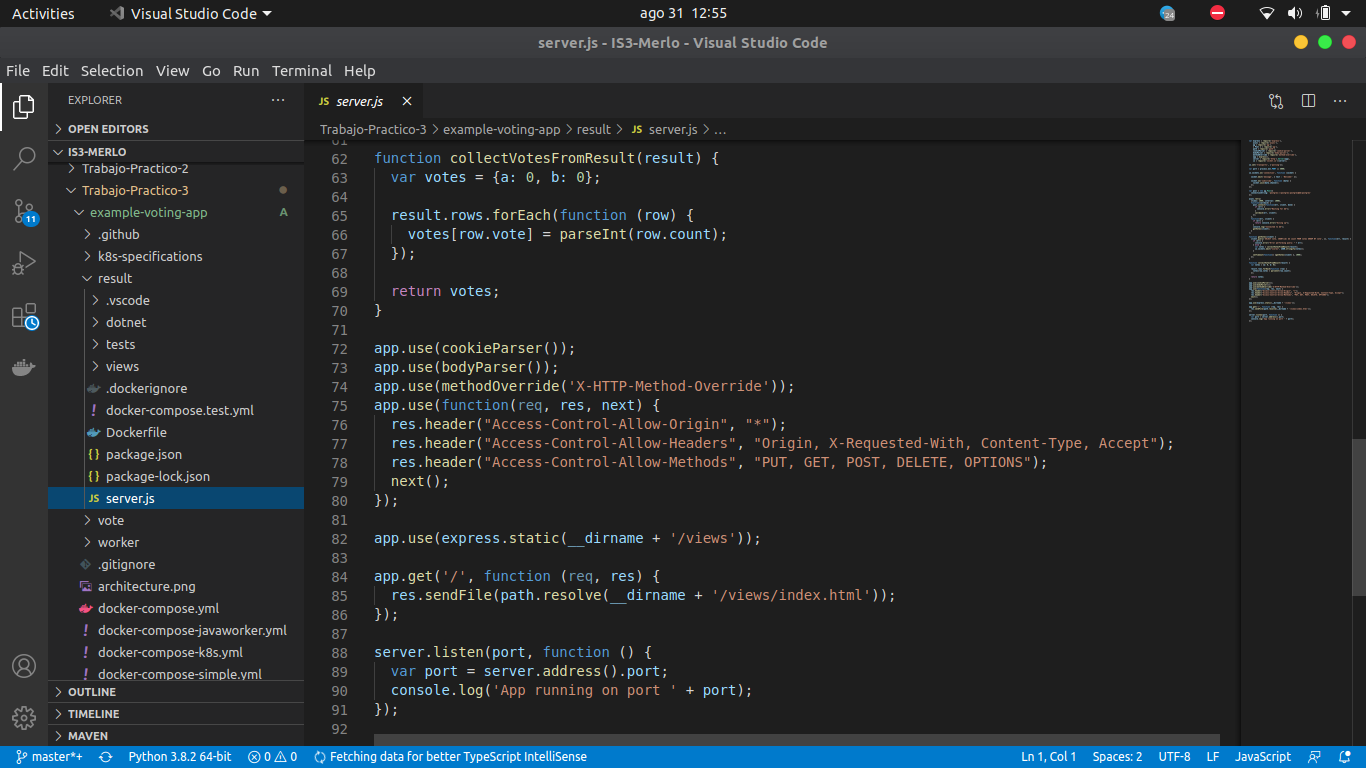 Activities
Visual Studio Code
ago 31 12:55
24
server.js - IS3-Merlo - Visual Studio Code
File Edit Selection View Go Run Terminal Help
EXPLORER
OPEN EDITORS
IS3-MERLO
Trabajo-Practico-2
Trabajo-Practico-3
example-voting-app A
.github
k8s-specifications
result
.vscode
dotnet
tests
views
.dockerignore
! docker-compose.test.yml
Dockerfile
{} package.json
{} package-lock.json
JS server.js
vote
worker
.gitignore
architecture.png
docker-compose.yml
! docker-compose-javaworker.yml
! docker-compose-k8s.yml
! docker-compose-simple.yml
OUTLINE
TIMELINE
MAVEN
11
JS server.js
Trabajo-Practico-3 > example-voting-app > result > JS server.js > ...
61
62 function collectVotesFromResult(result) {
63 var votes = {a: 0, b: 0};
64
65 result.rows.forEach(function (row) {
66 votes[row.vote] = parseInt(row.count);
67 });
68
69 return votes;
70 }
71
72 app.use(cookieParser());
73 app.use(bodyParser());
74 app.use(methodOverride('X-HTTP-Method-Override'));
75 app.use(function(req, res, next) {
76 res.header("Access-Control-Allow-Origin", "*");
77 res.header("Access-Control-Allow-Headers", "Origin, X-Requested-With, Content-Type, Accept");
78 res.header("Access-Control-Allow-Methods", "PUT, GET, POST, DELETE, OPTIONS");
79 next();
80 });
81
82 app.use(express.static(__dirname + '/views'));
83
84 app.get('/', function (req, res) {
85 res.sendFile(path.resolve(__dirname + '/views/index.html'));
86 });
87
88 server.listen(port, function () {
89 var port = server.address().port;
90 console.log('App running on port ' + port);
91 });
92
master*+ Python 3.8.2 64-bit 0 0 Fetching data for better TypeScript IntelliSense
Ln 1, Col 1 Spaces: 2 UTF-8 LF JavaScript